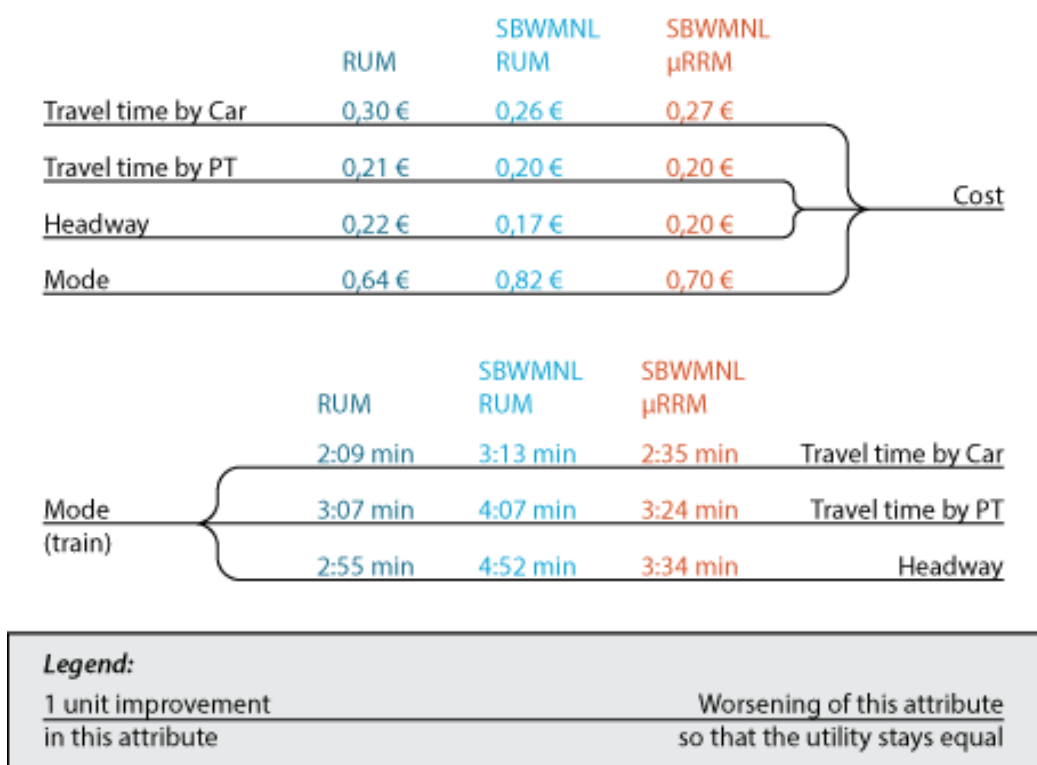 SBWMNL SBWMNL
RUM RUM µRRM
Travel time by Car 0,30 € 0,26 € 0,27 €
Travel time by PT 0,21 € 0,20 € 0,20 €
Cost
Headway 0,22 € 0,17 € 0,20 €
Mode 0,64 € 0,82 € 0,70 €
SBWMNL SBWMNL
RUM RUM µRRM
2:09 min 3:13 min 2:35 min Travel time by Car
Mode 3:07 min 4:07 min 3:24 min Travel time by PT
(train)
2:55 min 4:52 min 3:34 min Headway
Legend:
1 unit improvement Worsening of this attribute
in this attribute so that the utility stays equal